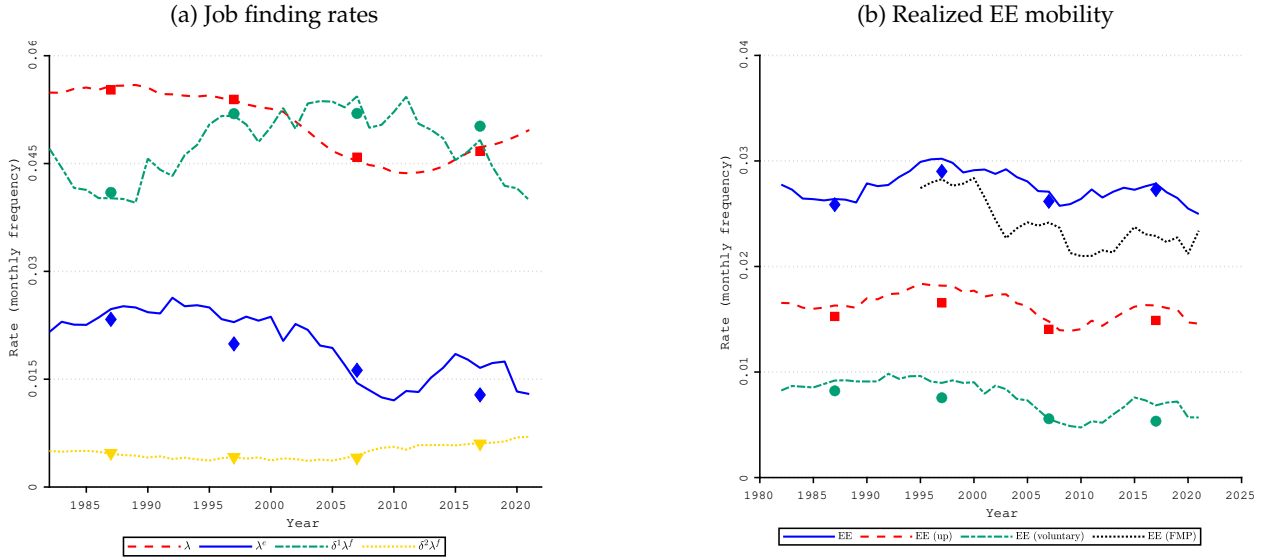 (a) Job finding rates
Rate (monthly frequency)
0.06
0.045
0.03
0.015
0
1985 1990 1995 2000 2005 2010 2015 2020
Year
λ λᵉ δ¹λᶠ δ²λᶠ
(b) Realized EE mobility
Rate (monthly frequency)
0.04
0.03
0.02
0.01
0
1980 1985 1990 1995 2000 2005 2010 2015 2020 2025
Year
EE EE (up) EE (voluntary) EE (FMP)